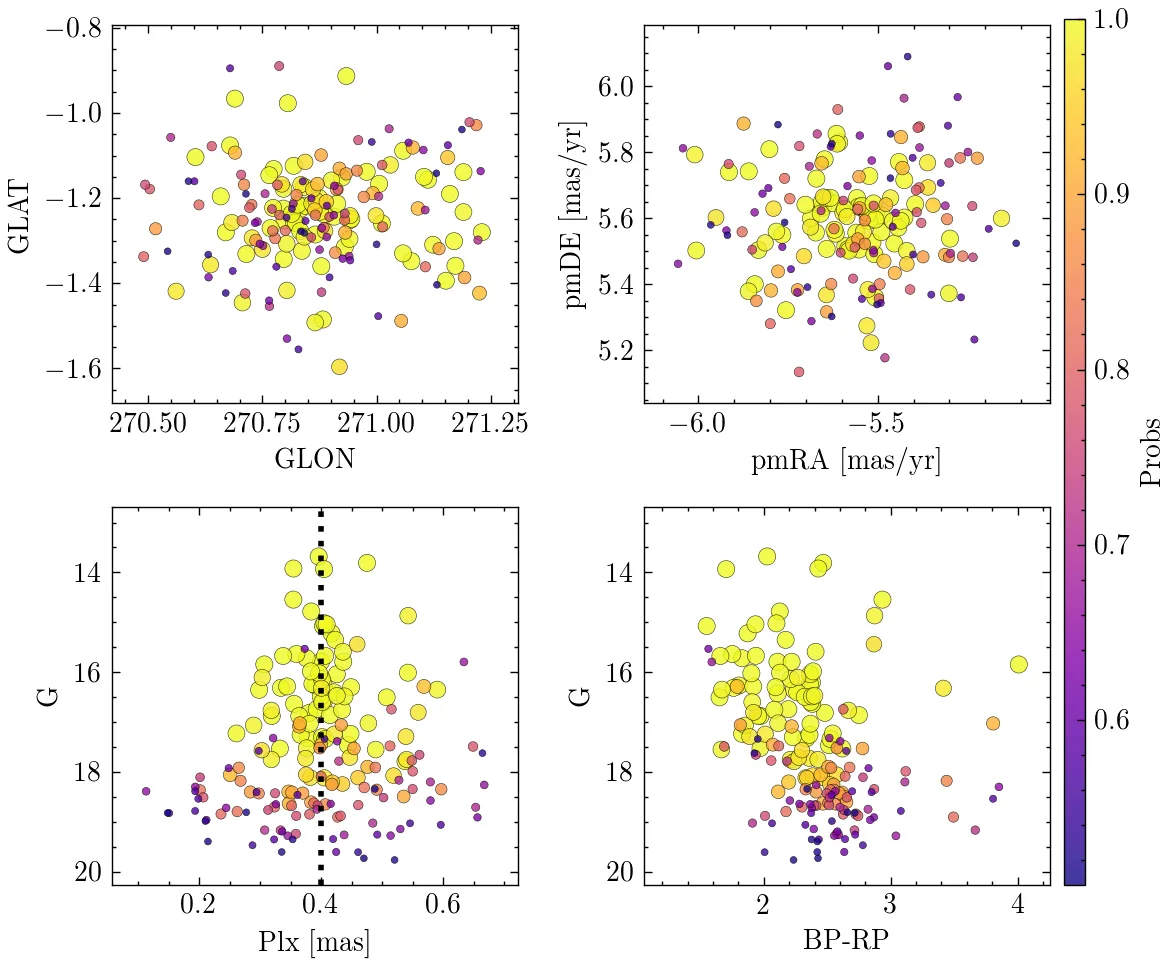 −0.8
−1.0
−1.2
−1.4
−1.6
GLAT
270.50 270.75 271.00 271.25
GLON
6.0
5.8
5.6
5.4
5.2
pmDE [mas/yr]
−6.0 −5.5
pmRA [mas/yr]
14
16
18
20
G
0.2 0.4 0.6
Plx [mas]
14
16
18
20
G
2 3 4
BP-RP
1.0
0.9
0.8
0.7
0.6
Probs